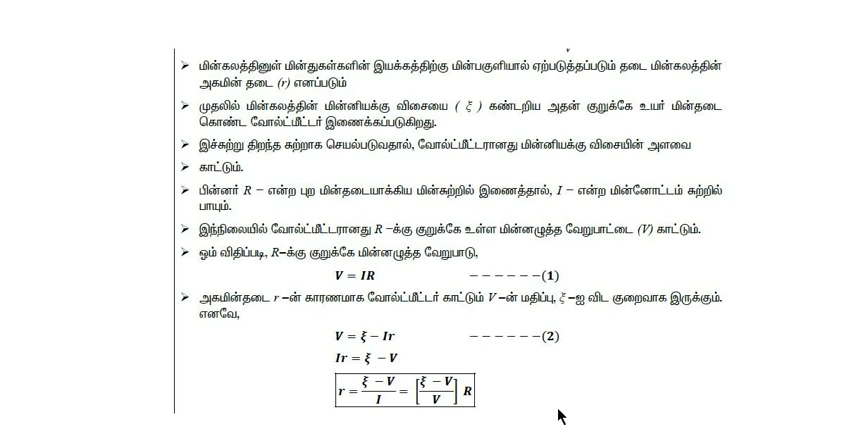 ➢ மின்கலத்தினுள் மின்துகள்களின் இயக்கத்திற்கு மின்பகுளியால் ஏற்படுத்தப்படும் தடை மின்கலத்தின்
அகமின் தடை (r) எனப்படும்
➢ முதலில் மின்கலத்தின் மின்னியக்கு விசையை ( ξ ) கண்டறிய அதன் குறுக்கே உயர் மின்தடை
கொண்ட வோல்ட்மீட்டர் இணைக்கப்படுகிறது.
➢ இச்சுற்று திறந்த சுற்றாக செயல்படுவதால், வோல்ட்மீட்டரானது மின்னியக்கு விசையின் அளவை
➢ காட்டும்.
➢ பின்னர் R – என்ற புற மின்தடையாக்கிய மின்சுற்றில் இணைத்தால், I – என்ற மின்னோட்டம் சுற்றில்
பாயும்.
➢ இந்நிலையில் வோல்ட்மீட்டரானது R –க்கு குறுக்கே உள்ள மின்னழுத்த வேறுபாட்டை (V) காட்டும்.
➢ ஓம் விதிப்படி, R–க்கு குறுக்கே மின்னழுத்த வேறுபாடு,
V = IR – – – – – –(1)
➢ அகமின்தடை r –ன் காரணமாக வோல்ட்மீட்டர் காட்டும் V –ன் மதிப்பு, ξ –ஐ விட குறைவாக இருக்கும்.
எனவே,
V = ξ – Ir – – – – – –(2)
Ir = ξ – V
r = (ξ – V)/I = [(ξ – V)/V] R